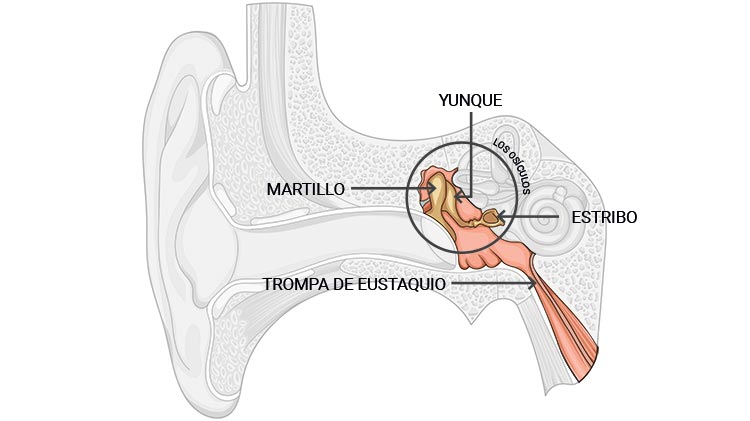 YUNQUE
LOS OSÍCULOS
MARTILLO
ESTRIBO
TROMPA DE EUSTAQUIO